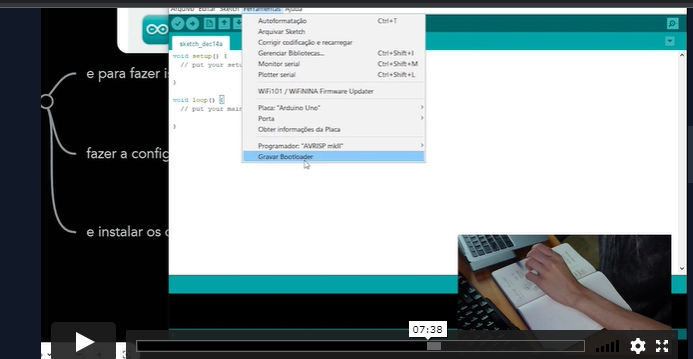 Arquivo Editar Sketch Ferramentas Ajuda
Autoformatação Ctrl+T
Arquivar Sketch
Corrigir codificação e recarregar
Gerenciar Bibliotecas... Ctrl+Shift+I
Monitor serial Ctrl+Shift+M
Plotter serial Ctrl+Shift+L
WiFi101 / WiFiNINA Firmware Updater
Placa: "Arduino Uno"
Porta
Obter informações da Placa
Programador: "AVRISP mkII"
Gravar Bootloader
sketch_dec14a
void setup() {
// put your setu
}
void loop() {
// put your main
}
e para fazer is
fazer a config
e instalar os
07:38